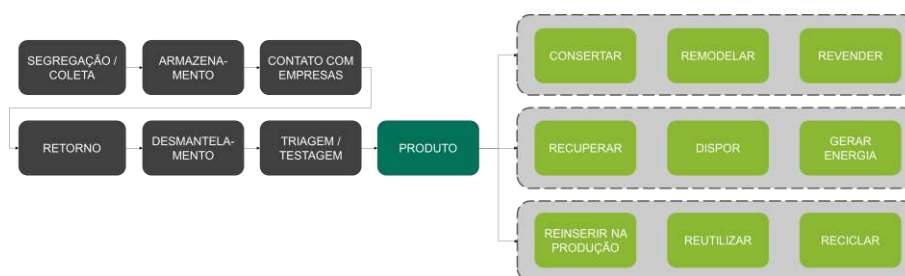 SEGREGAÇÃO /
COLETA
ARMAZENA-
MENTO
CONTATO COM
EMPRESAS
RETORNO
DESMANTELA-
MENTO
TRIAGEM /
TESTAGEM
PRODUTO
CONSERTAR
REMODELAR
REVENDER
RECUPERAR
DISPOR
GERAR
ENERGIA
REINSERIR NA
PRODUÇÃO
REUTILIZAR
RECICLAR